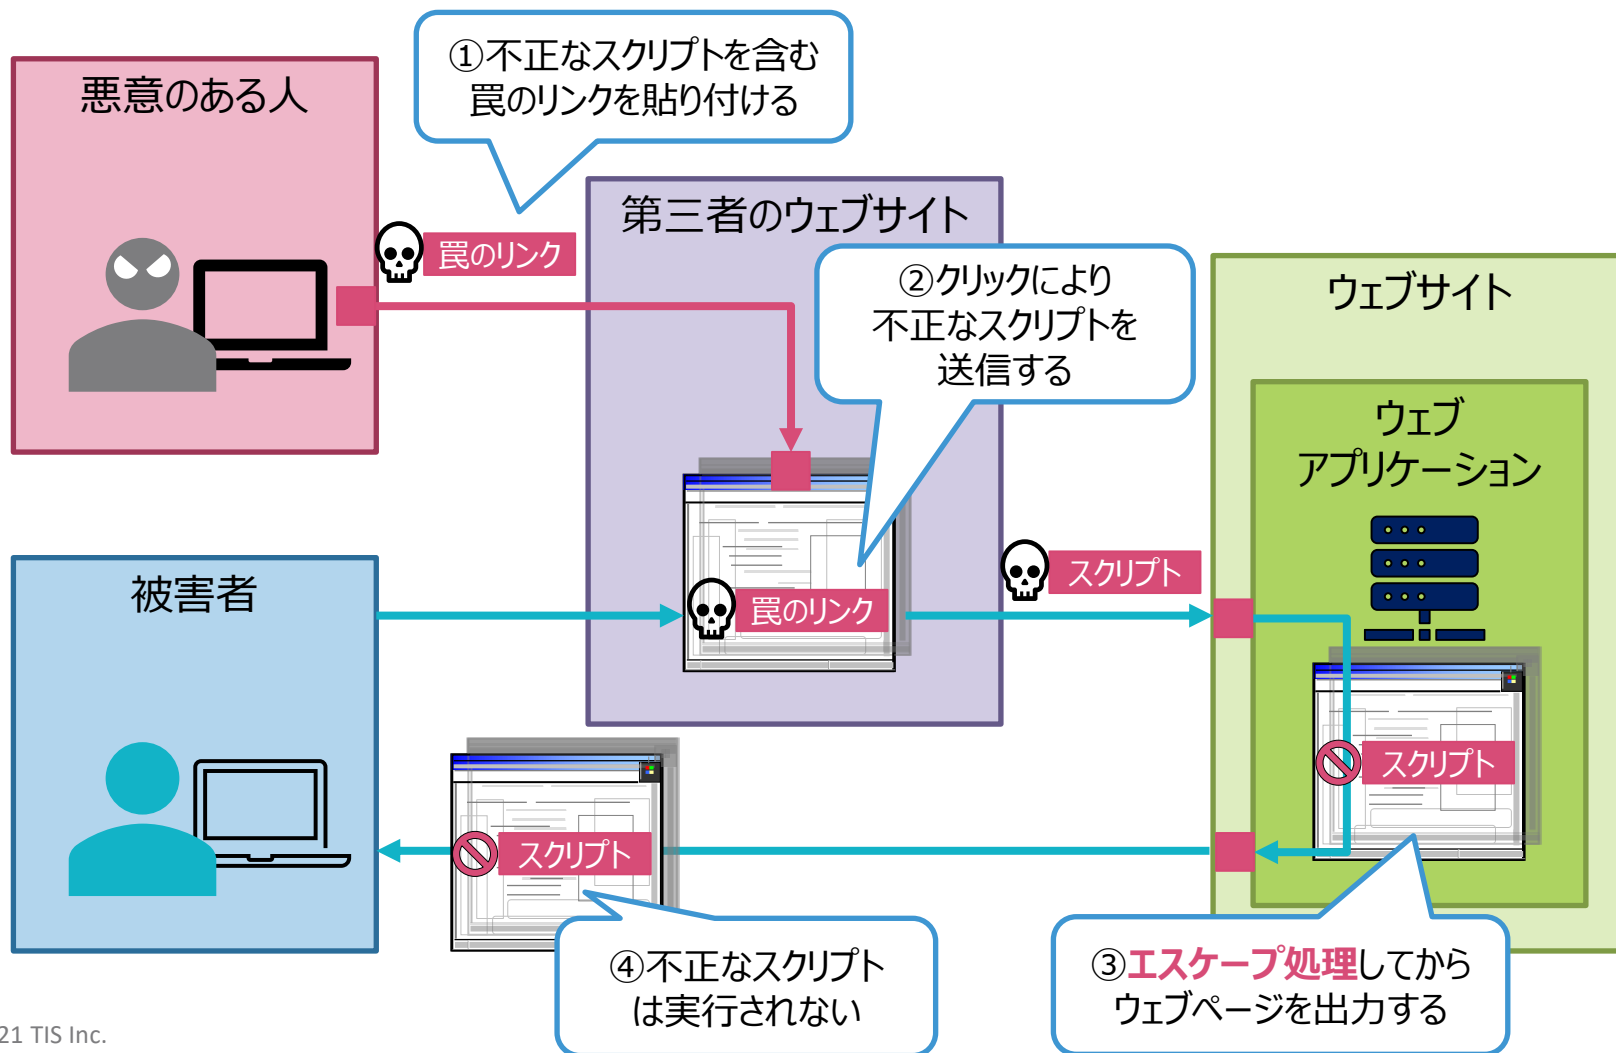 ①不正なスクリプトを含む
罠のリンクを貼り付ける
悪意のある人
第三者のウェブサイト
罠のリンク
②クリックにより
不正なスクリプトを
送信する
ウェブサイト
ウェブ
アプリケーション
被害者
罠のリンク
スクリプト
スクリプト
スクリプト
④不正なスクリプト
は実行されない
③エスケープ処理してから
ウェブページを出力する
21 TIS Inc.